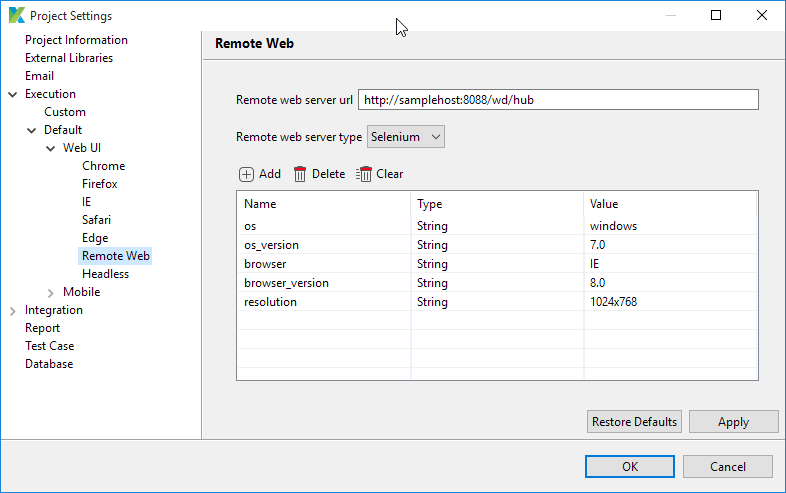 Project Settings
Project Information
External Libraries
Email
Execution
Custom
Default
Web UI
Chrome
Firefox
IE
Safari
Edge
Remote Web
Headless
Mobile
Integration
Report
Test Case
Database
Remote Web
Remote web server url http://samplehost:8088/wd/hub
Remote web server type Selenium
Add Delete Clear
Name Type Value
os String windows
os_version String 7.0
browser String IE
browser_version String 8.0
resolution String 1024x768
Restore Defaults Apply
OK Cancel